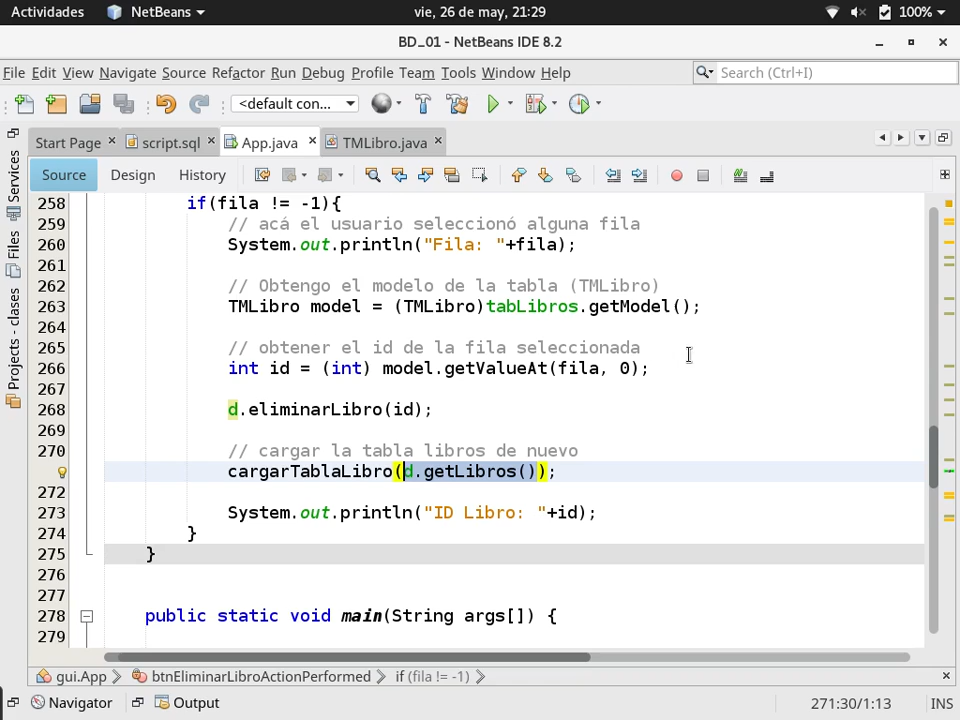 Actividades NetBeans vie, 26 de may, 21:29 100%
BD_01 - NetBeans IDE 8.2
File Edit View Navigate Source Refactor Run Debug Profile Team Tools Window Help Search (Ctrl+I)
<default con...
Start Page script.sql App.java TMLibro.java
Source Design History
Services
Files
Projects - clases
258 if(fila != -1){
259 // acá el usuario seleccionó alguna fila
260 System.out.println("Fila: "+fila);
261
262 // Obtengo el modelo de la tabla (TMLibro)
263 TMLibro model = (TMLibro)tabLibros.getModel();
264
265 // obtener el id de la fila seleccionada
266 int id = (int) model.getValueAt(fila, 0);
267
268 d.eliminarLibro(id);
269
270 // cargar la tabla libros de nuevo
cargarTablaLibro(d.getLibros());
272
273 System.out.println("ID Libro: "+id);
274 }
275 }
276
277
278 public static void main(String args[]) {
279
gui.App btnEliminarLibroActionPerformed if (fila != -1)
Navigator Output 271:30/1:13 INS